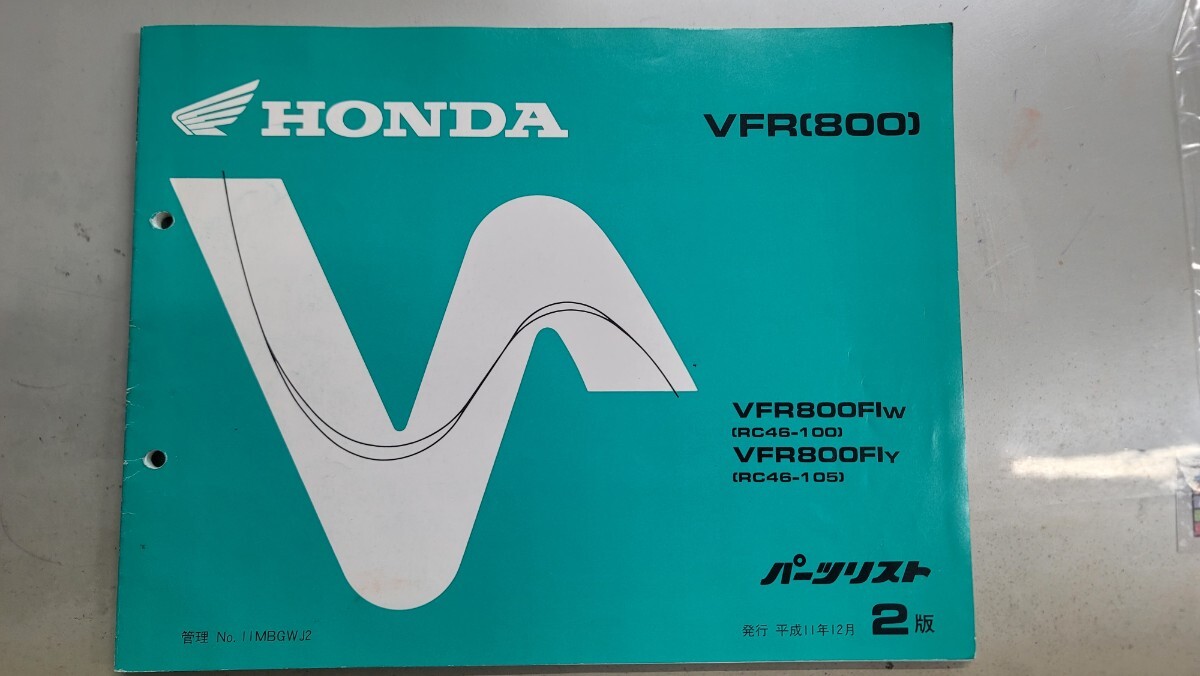 HONDA
VFR(800)
VFR800FIW
(RC46-100)
VFR800FIY
(RC46-105)
パーツリスト
管理 No. 11MBGWJ2
発行 平成11年12月 2版